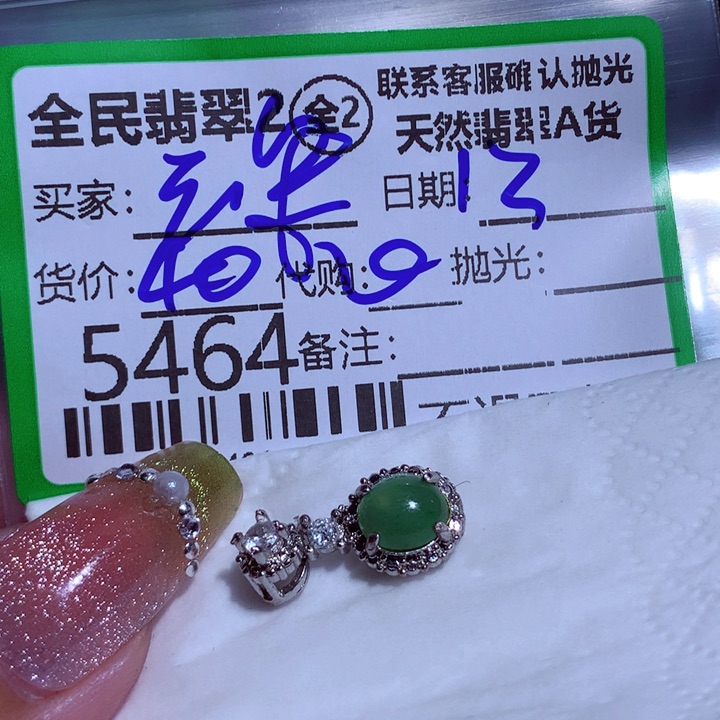 全民翡翠2 全2 联系客服确认抛光
天然翡翠A货
买家: 日期: 13
货价: 40 代购: 抛光:
5464 备注: